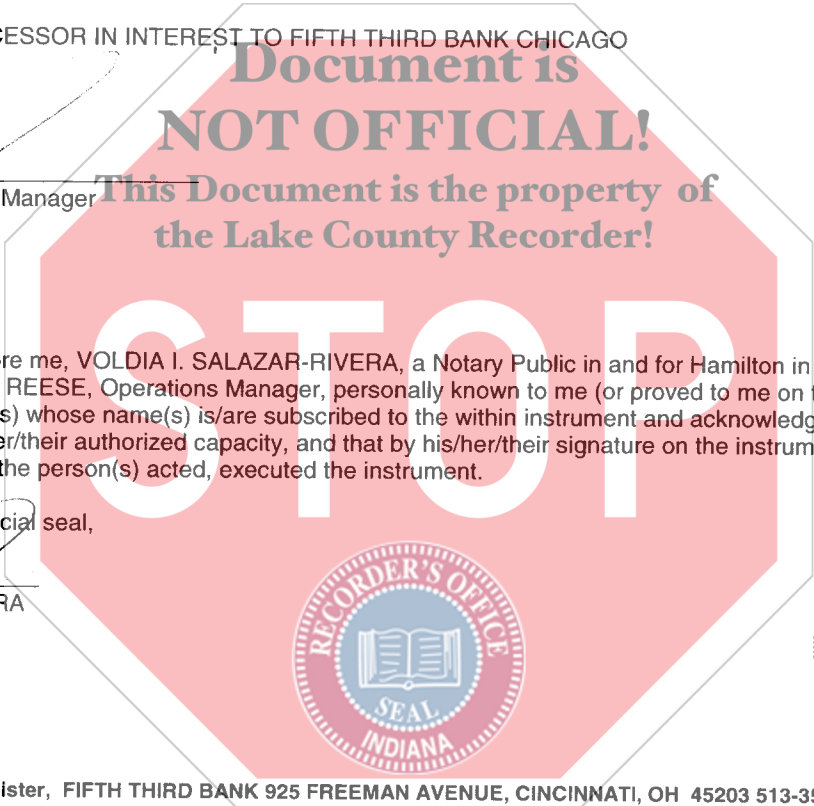 CESSOR IN INTEREST TO FIFTH THIRD BANK CHICAGO
Document is
NOT OFFICIAL!
Manager
This Document is the property of
the Lake County Recorder!
STOP
re me, VOLDIA I. SALAZAR-RIVERA, a Notary Public in and for Hamilton in
REESE, Operations Manager, personally known to me (or proved to me on
s) whose name(s) is/are subscribed to the within instrument and acknowledg
er/their authorized capacity, and that by his/her/their signature on the instrum
the person(s) acted, executed the instrument.
cial seal,
RA
RECORDER'S OFFICE
SEAL
INDIANA
ister, FIFTH THIRD BANK 925 FREEMAN AVENUE, CINCINNATI, OH 45203 513-35